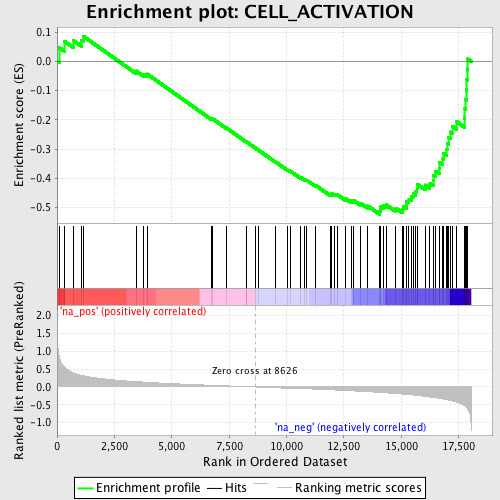 Enrichment plot: CELL_ACTIVATION
Enrichment score (ES)
0.1
0.0
-0.1
-0.2
-0.3
-0.4
-0.5
'na_pos' (positively correlated)
Ranked list metric (PreRanked)
2.0
1.5
1.0
0.5
0.0
-0.5
-1.0
Zero cross at 8626
'na_neg' (negatively correlated)
0
2,500
5,000
7,500
10,000
12,500
15,000
17,500
Rank in Ordered Dataset
Enrichment profile
Hits
Ranking metric scores